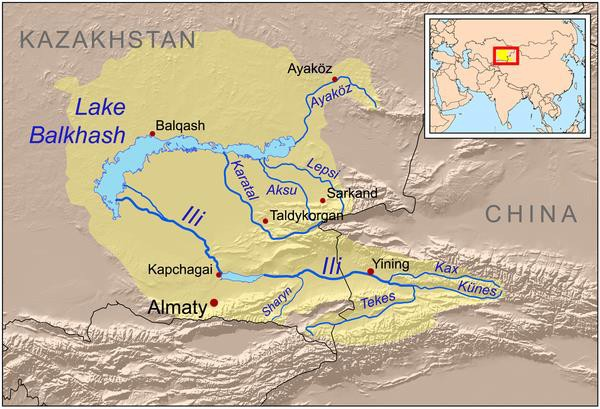 KAZAKHSTAN
Ayaköz
Ayaköz
Lake
Balkhash
Balqash
Lepsi
Karatal
Aksu
Sarkand
Ili
Taldykorgan
CHINA
Kapchagai
Ili
Yining
Kax
Künes
Almaty
Sharyn
Tekes